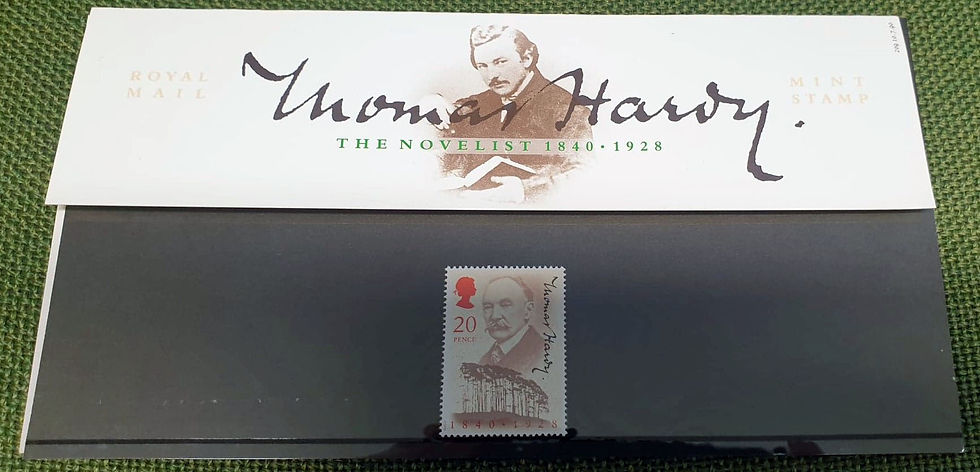 ROYAL
MAIL
Thomas Hardy.
THE NOVELIST 1840·1928
MINT
STAMP
20
PENCE
Thomas Hardy.
1840·1928